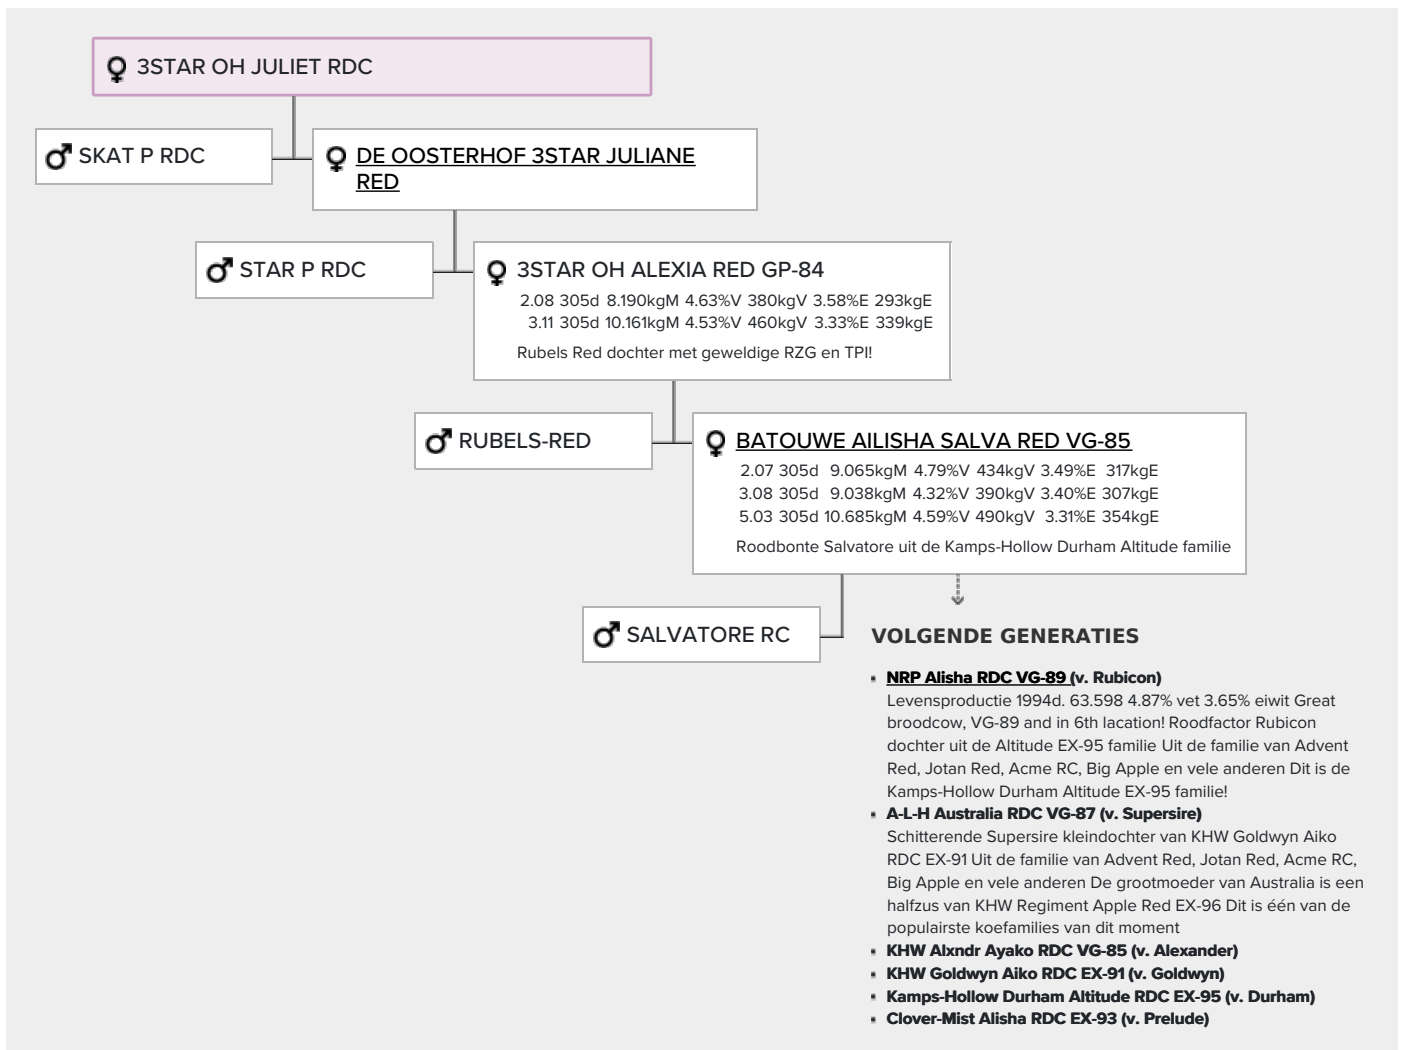 3STAR OH JULIET RDC
SKAT P RDC
DE OOSTERHOF 3STAR JULIANE
RED
STAR P RDC
3STAR OH ALEXIA RED GP-84
2.08 305d 8.190kgM 4.63%V 380kgV 3.58%E 293kgE
3.11 305d 10.161kgM 4.53%V 460kgV 3.33%E 339kgE
Rubels Red dochter met geweldige RZG en TPI!
RUBELS-RED
BATOUWE AILISHA SALVA RED VG-85
2.07 305d 9.065kgM 4.79%V 434kgV 3.49%E 317kgE
3.08 305d 9.038kgM 4.32%V 390kgV 3.40%E 307kgE
5.03 305d 10.685kgM 4.59%V 490kgV 3.31%E 354kgE
Roodbonte Salvatore uit de Kamps-Hollow Durham Altitude familie
SALVATORE RC
VOLGENDE GENERATIES
NRP Alisha RDC VG-89 (v. Rubicon)
Levensproductie 1994d. 63.598 4.87% vet 3.65% eiwit Great
broodcow, VG-89 and in 6th lacation! Roodfactor Rubicon
dochter uit de Altitude EX-95 familie Uit de familie van Advent
Red, Jotan Red, Acme RC, Big Apple en vele anderen Dit is de
Kamps-Hollow Durham Altitude EX-95 familie!
A-L-H Australia RDC VG-87 (v. Supersire)
Schitterende Supersire kleindochter van KHW Goldwyn Aiko
RDC EX-91 Uit de familie van Advent Red, Jotan Red, Acme RC,
Big Apple en vele anderen De grootmoeder van Australia is een
halfzus van KHW Regiment Apple Red EX-96 Dit is één van de
populairste koefamilies van dit moment
KHW Alxndr Ayako RDC VG-85 (v. Alexander)
KHW Goldwyn Aiko RDC EX-91 (v. Goldwyn)
Kamps-Hollow Durham Altitude RDC EX-95 (v. Durham)
Clover-Mist Alisha RDC EX-93 (v. Prelude)